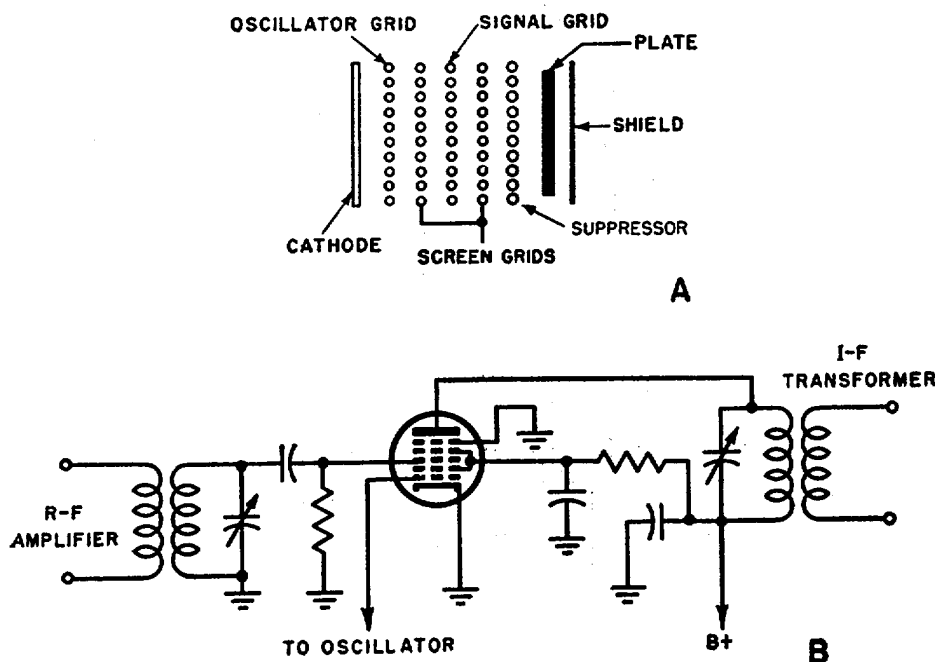 OSCILLATOR GRID
SIGNAL GRID
PLATE
SHIELD
SUPPRESSOR
CATHODE
SCREEN GRIDS
A
I-F
TRANSFORMER
R-F
AMPLIFIER
TO OSCILLATOR
B+
B